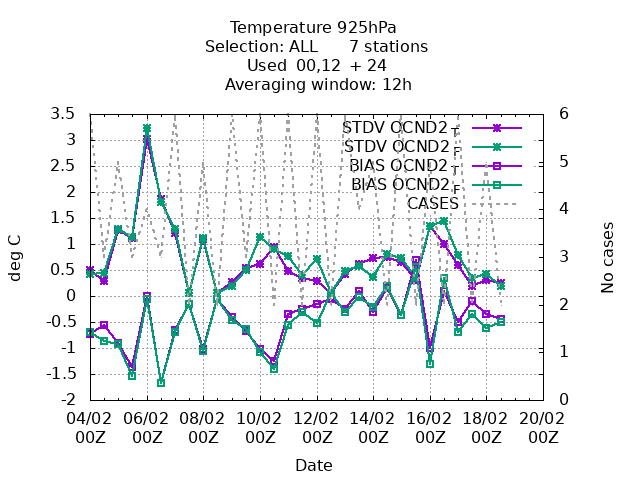 Temperature 925hPa
Selection: ALL 7 stations
Used 00,12 + 24
Averaging window: 12h
deg C
3.5
3
2.5
2
1.5
1
0.5
0
-0.5
-1
-1.5
-2
STDV OCND2_T
STDV OCND2_F
BIAS OCND2_T
BIAS OCND2_F
CASES
6
5
4
3
2
1
0
No cases
04/02 06/02 08/02 10/02 12/02 14/02 16/02 18/02 20/02
00Z 00Z 00Z 00Z 00Z 00Z 00Z 00Z 00Z
Date